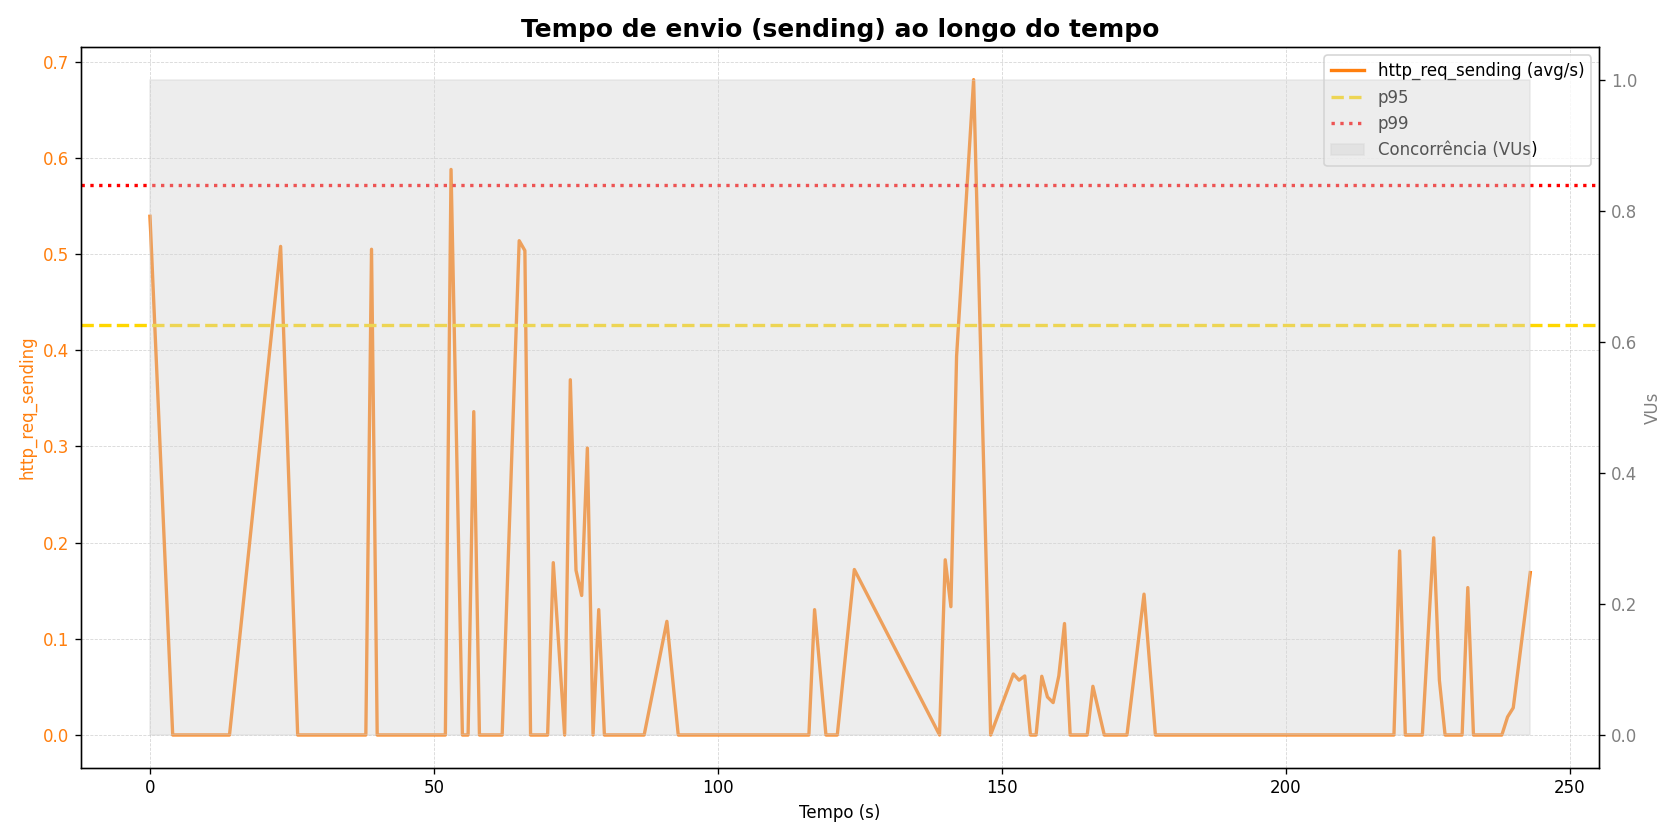 Tempo de envio (sending) ao longo do tempo
http_req_sending (avg/s)
p95
p99
Concorrência (VUs)
0.7
0.6
0.5
0.4
0.3
0.2
0.1
0.0
http_req_sending
1.0
0.8
0.6
0.4
0.2
0.0
VUs
0 50 100 150 200 250
Tempo (s)